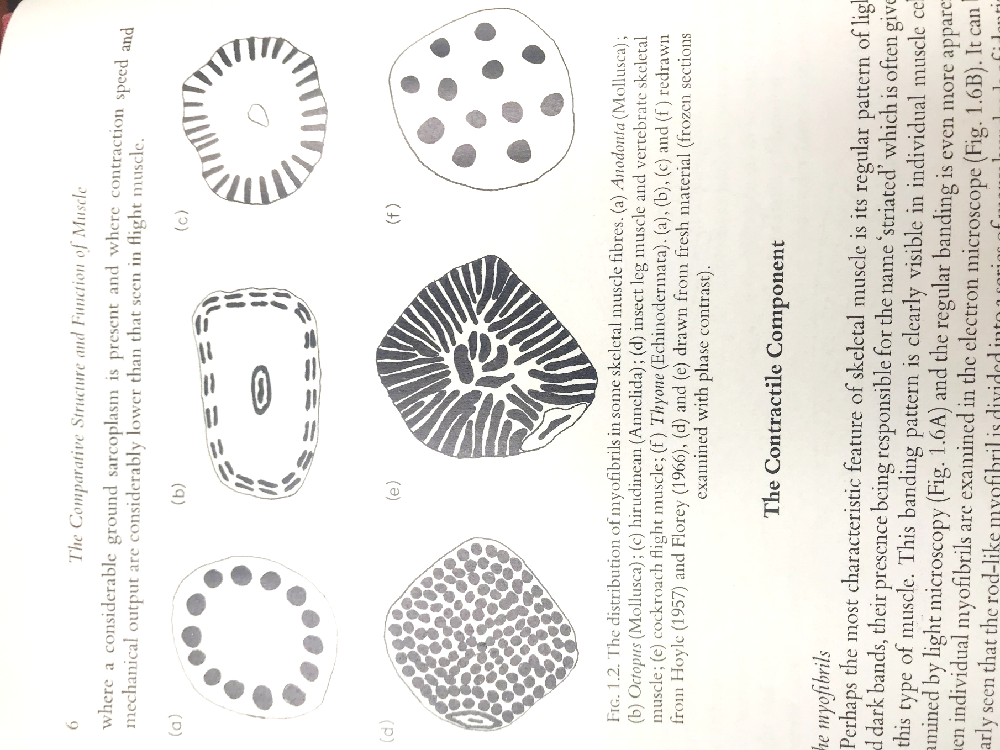 6 The Comparative Structure and Function of Muscle
where a considerable ground sarcoplasm is present and where contraction speed and
mechanical output are considerably lower than that seen in flight muscle.
(a) (b) (c)
(d) (e) (f)
FIG. 1.2. The distribution of myofibrils in some skeletal muscle fibres. (a) Anodonta (Mollusca);
(b) Octopus (Mollusca); (c) hirudinean (Annelida); (d) insect leg muscle and vertebrate skeletal
muscle; (e) cockroach flight muscle; (f) Thyone (Echinodermata). (a), (b), (c) and (f) redrawn
from Hoyle (1957) and Florey (1966), (d) and (e) drawn from fresh material (frozen sections
examined with phase contrast).
The Contractile Component
he myofibrils
Perhaps the most characteristic feature of skeletal muscle is its regular pattern of ligh
d dark bands, their presence being responsible for the name ‘striated’ which is often give
this type of muscle. This banding pattern is clearly visible in individual muscle cel
amined by light microscopy (Fig. 1.6A) and the regular banding is even more appare
en individual myofibrils are examined in the elctron microscope (Fig. 1.6B). It can
arly seen that the rod-like myofibril is divided into a series of